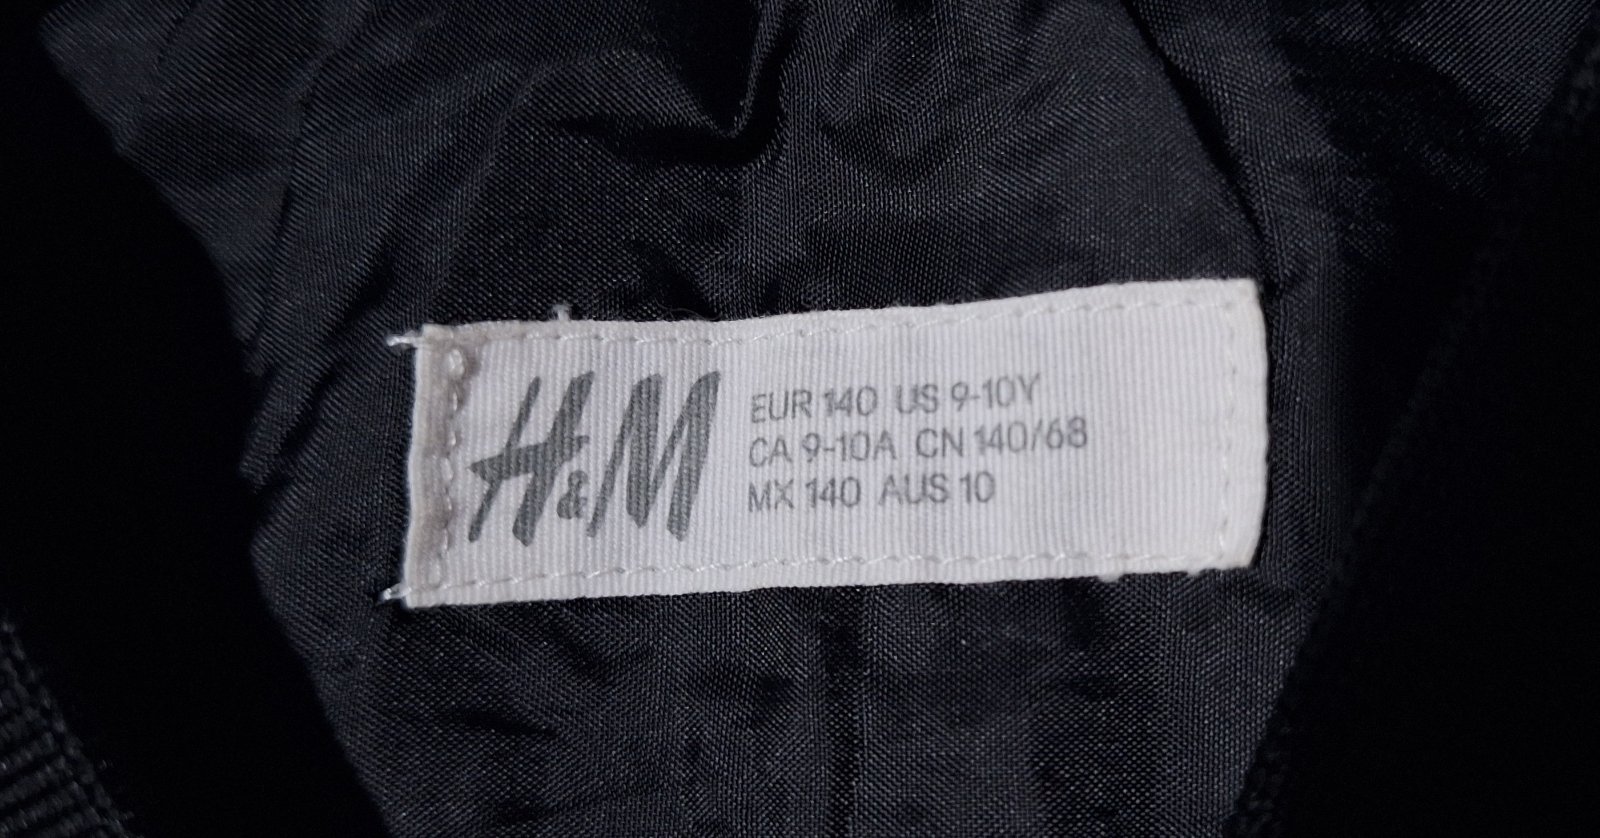 H&M
EUR 140 US 9-10Y
CA 9-10A CN 140/68
MX 140 AUS 10